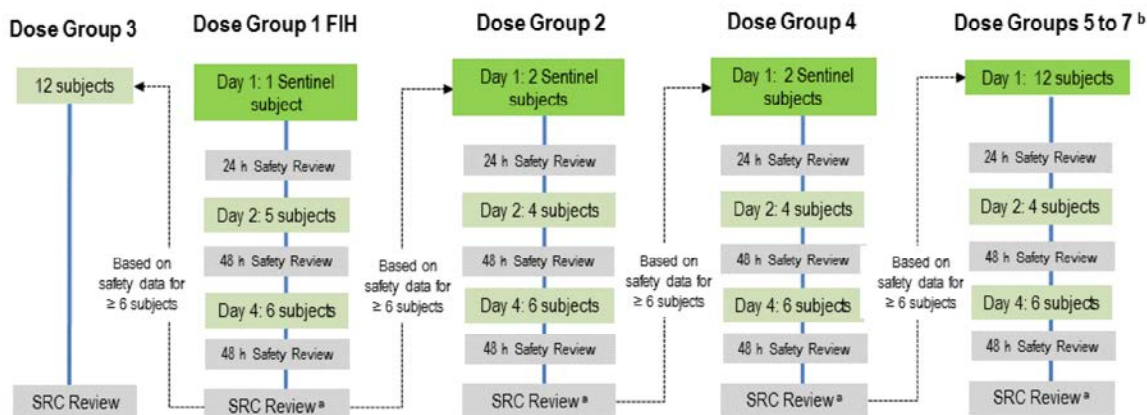 Dose Group 3
12 subjects
SRC Review
Based on
safety data for
≥ 6 subjects
Dose Group 1 FIH
Day 1: 1 Sentinel
subject
24 h Safety Review
Day 2: 5 subjects
48 h Safety Review
Day 4: 6 subjects
48 h Safety Review
SRC Review a
Based on
safety data for
≥ 6 subjects
Dose Group 2
Day 1: 2 Sentinel
subjects
24 h Safety Review
Day 2: 4 subjects
48 h Safety Review
Day 4: 6 subjects
48 h Safety Review
SRC Review a
Based on
safety data for
≥ 6 subjects
Dose Group 4
Day 1: 2 Sentinel
subjects
24 h Safety Review
Day 2: 4 subjects
48 h Safety Review
Day 4: 6 subjects
48 h Safety Review
SRC Review a
Based on
safety data for
≥ 6 subjects
Dose Groups 5 to 7 b
Day 1: 12 subjects
24 h Safety Review
Day 2: 4 subjects
48 h Safety Review
Day 4: 6 subjects
48 h Safety Review
SRC Review a